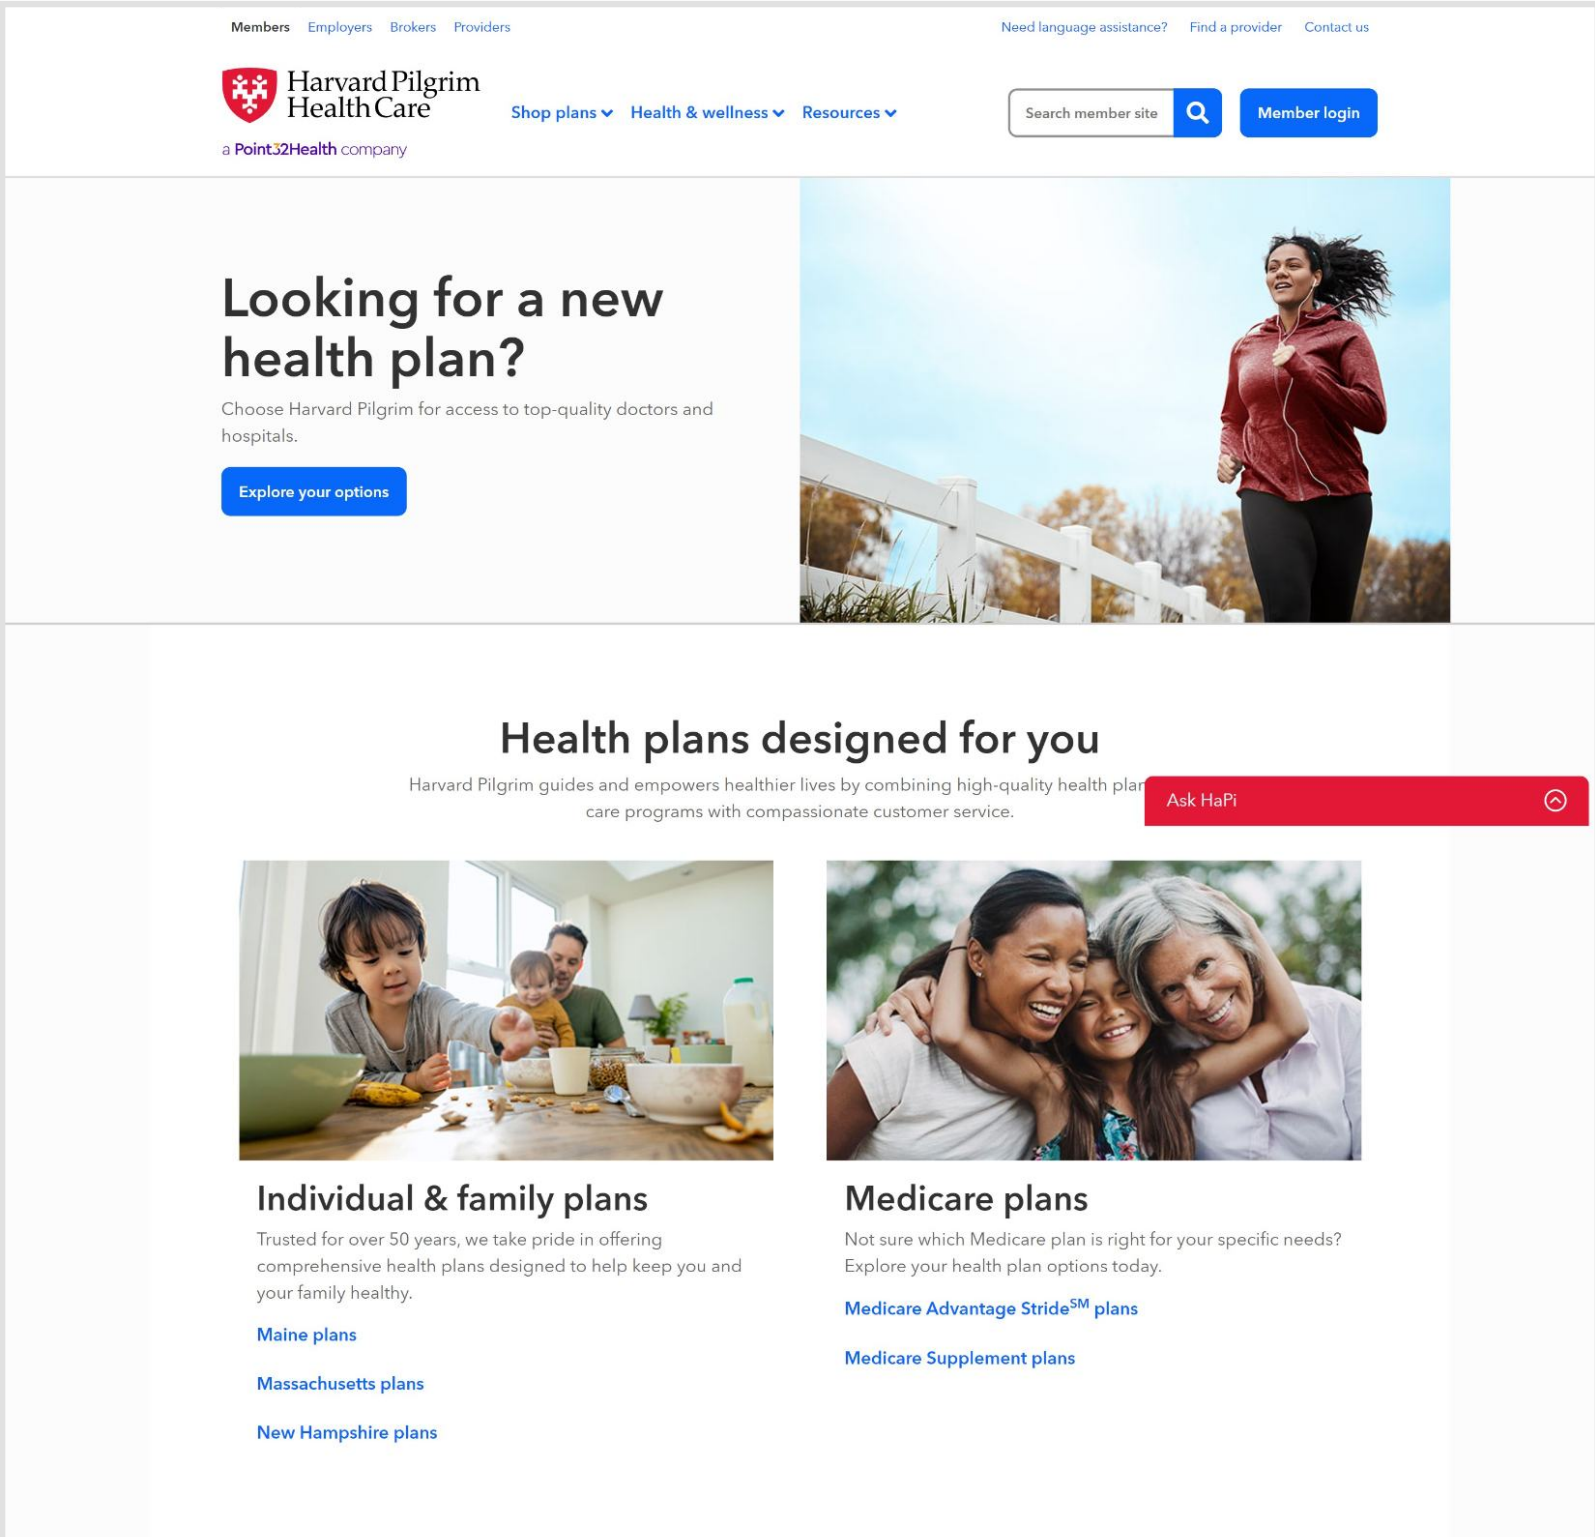 Members Employers Brokers Providers
Need language assistance? Find a provider Contact us
Harvard Pilgrim
Health Care
a Point32Health company
Shop plans Health & wellness Resources
Search member site
Member login
Looking for a new
health plan?
Choose Harvard Pilgrim for access to top-quality doctors and
hospitals.
Explore your options
Health plans designed for you
Harvard Pilgrim guides and empowers healthier lives by combining high-quality health
care programs with compassionate customer service.
Ask HaPi
Individual & family plans
Trusted for over 50 years, we take pride in offering
comprehensive health plans designed to help keep you and
your family healthy.
Maine plans
Massachusetts plans
New Hampshire plans
Medicare plans
Not sure which Medicare plan is right for your specific needs?
Explore your health plan options today.
Medicare Advantage Stride℠ plans
Medicare Supplement plans